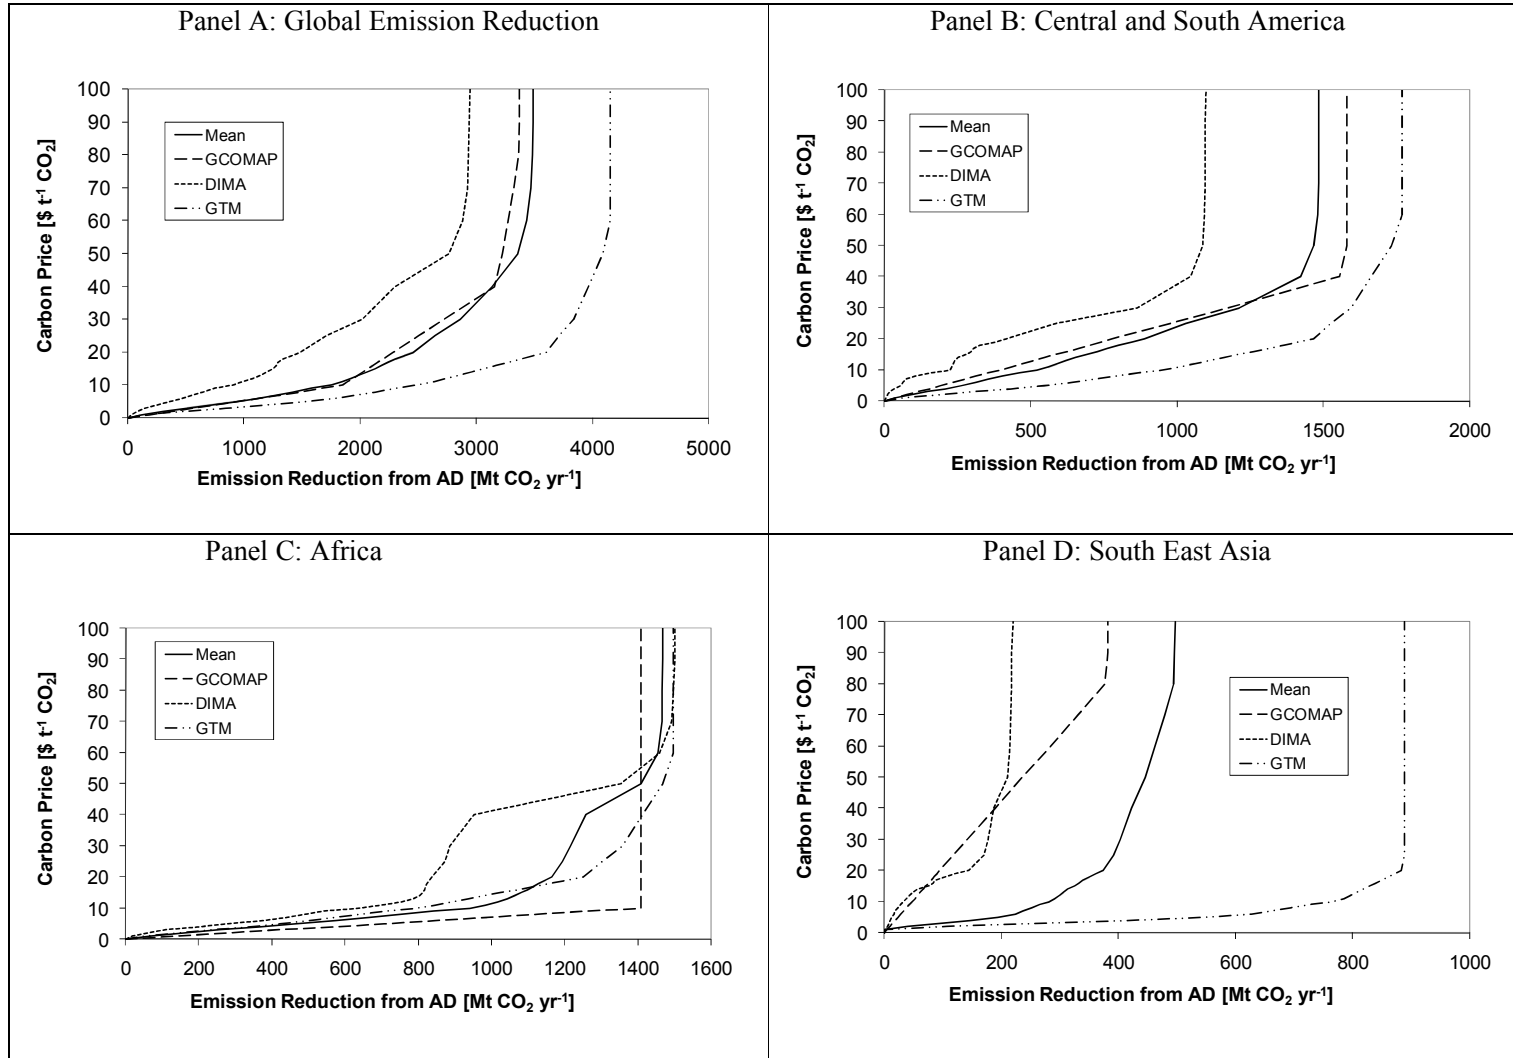 Panel A: Global Emission Reduction
100
90
80
70
60
50
40
30
20
10
0
Carbon Price [$ t-1 CO2]
Mean
GCOMAP
DIMA
GTM
0 1000 2000 3000 4000 5000
Emission Reduction from AD [Mt CO2 yr-1]
Panel B: Central and South America
100
90
80
70
60
50
40
30
20
10
0
Carbon Price [$ t-1 CO2]
Mean
GCOMAP
DIMA
GTM
0 500 1000 1500 2000
Emission Reduction from AD [Mt CO2 yr-1]
Panel C: Africa
100
90
80
70
60
50
40
30
20
10
0
Carbon Price [$ t-1 CO2]
Mean
GCOMAP
DIMA
GTM
0 200 400 600 800 1000 1200 1400 1600
Emission Reduction from AD [Mt CO2 yr-1]
Panel D: South East Asia
100
90
80
70
60
50
40
30
20
10
0
Carbon Price [$ t-1 CO2]
Mean
GCOMAP
DIMA
GTM
0 200 400 600 800 1000
Emission Reduction from AD [Mt CO2 yr-1]